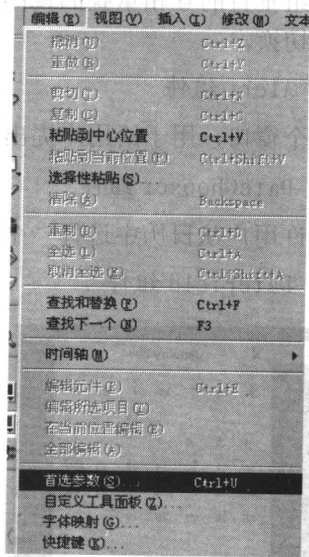 编辑(E) 视图(V) 插入(I) 修改(M) 文本
撤消(U) Ctrl+Z
重做(R) Ctrl+Y
剪切(T) Ctrl+X
复制(C) Ctrl+C
粘贴到中心位置 Ctrl+V
粘贴到当前位置(P) Ctrl+Shift+V
选择性粘贴(S)...
清除(A) Backspace
重制(D) Ctrl+D
全选(L) Ctrl+A
取消全选(E) Ctrl+Shift+A
查找和替换(F) Ctrl+F
查找下一个(N) F3
时间轴(M)
编辑元件(E) Ctrl+E
编辑所选项目(I)
在当前位置编辑(E)
全部编辑(A)
首选参数(S)... Ctrl+U
自定义工具面板(Z)...
字体映射(G)...
快捷键(K)...